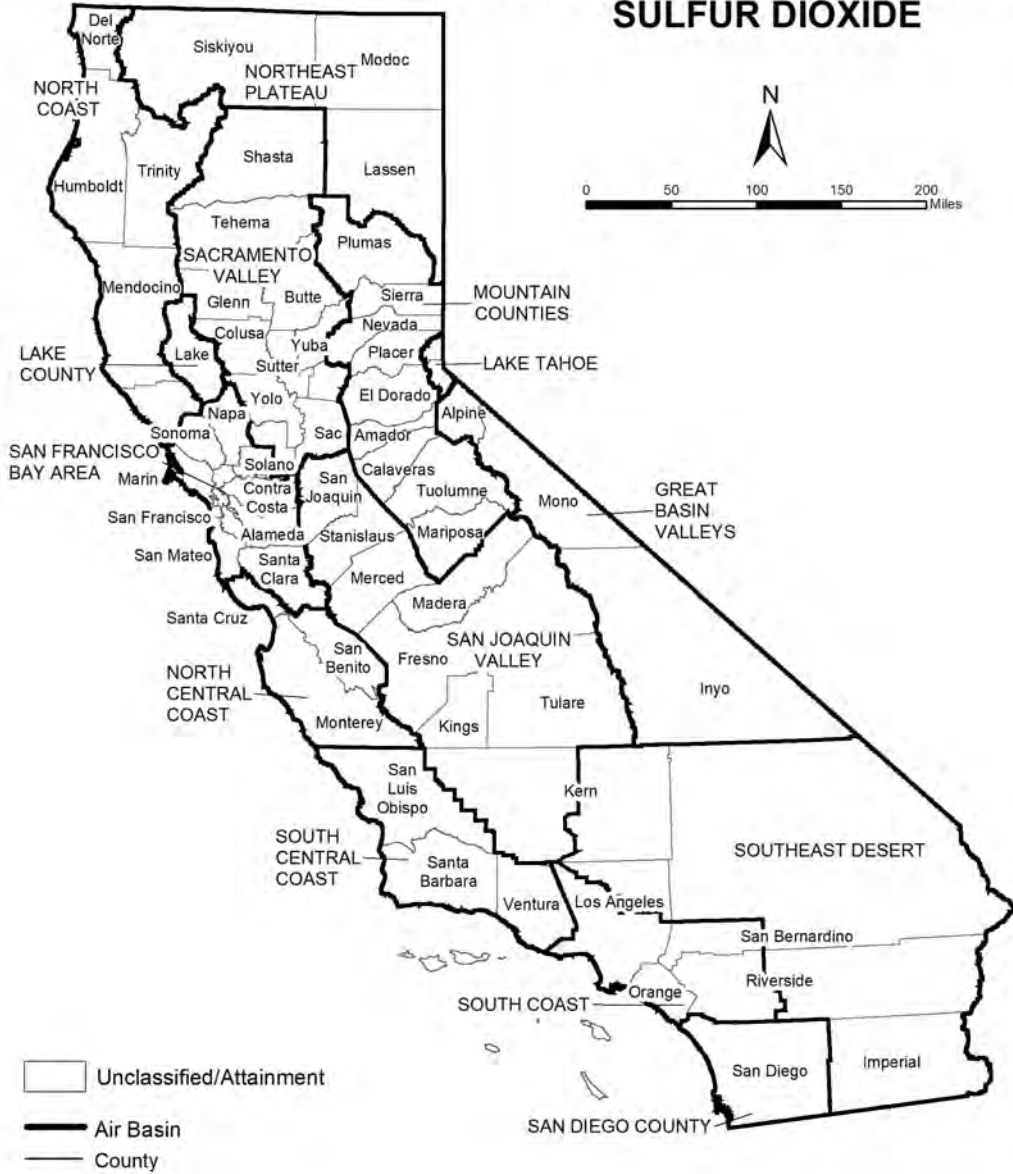 SULFUR DIOXIDE
Del
Norte
Siskiyou
Modoc
NORTHEAST
PLATEAU
NORTH
COAST
N
Shasta
Trinity
Lassen
Humboldt
0 50 100 150 200
Miles
Tehema
Plumas
SACRAMENTO
VALLEY
Mendocino
Glenn
Butte
Sierra
MOUNTAIN
COUNTIES
Colusa
Nevada
Yuba
Placer
LAKE
COUNTY
Lake
Sutter
LAKE TAHOE
Yolo
El Dorado
Napa
Alpine
Sonoma
Sac
Amador
SAN FRANCISCO
BAY AREA
Solano
Calaveras
Marin
Contra
Costa
San
Joaquin
Tuolumne
Mono
GREAT
BASIN
VALLEYS
San Francisco
Alameda
Stanislaus
Mariposa
San Mateo
Santa
Clara
Merced
Madera
Santa Cruz
San
Benito
Fresno
SAN JOAQUIN
VALLEY
NORTH
CENTRAL
COAST
Inyo
Tulare
Monterey
Kings
San
Luis
Obispo
Kern
SOUTH
CENTRAL
COAST
Santa
Barbara
SOUTHEAST DESERT
Ventura
Los Angeles
San Bernardino
Riverside
Orange
SOUTH COAST
San Diego
Imperial
SAN DIEGO COUNTY
Unclassified/Attainment
Air Basin
County